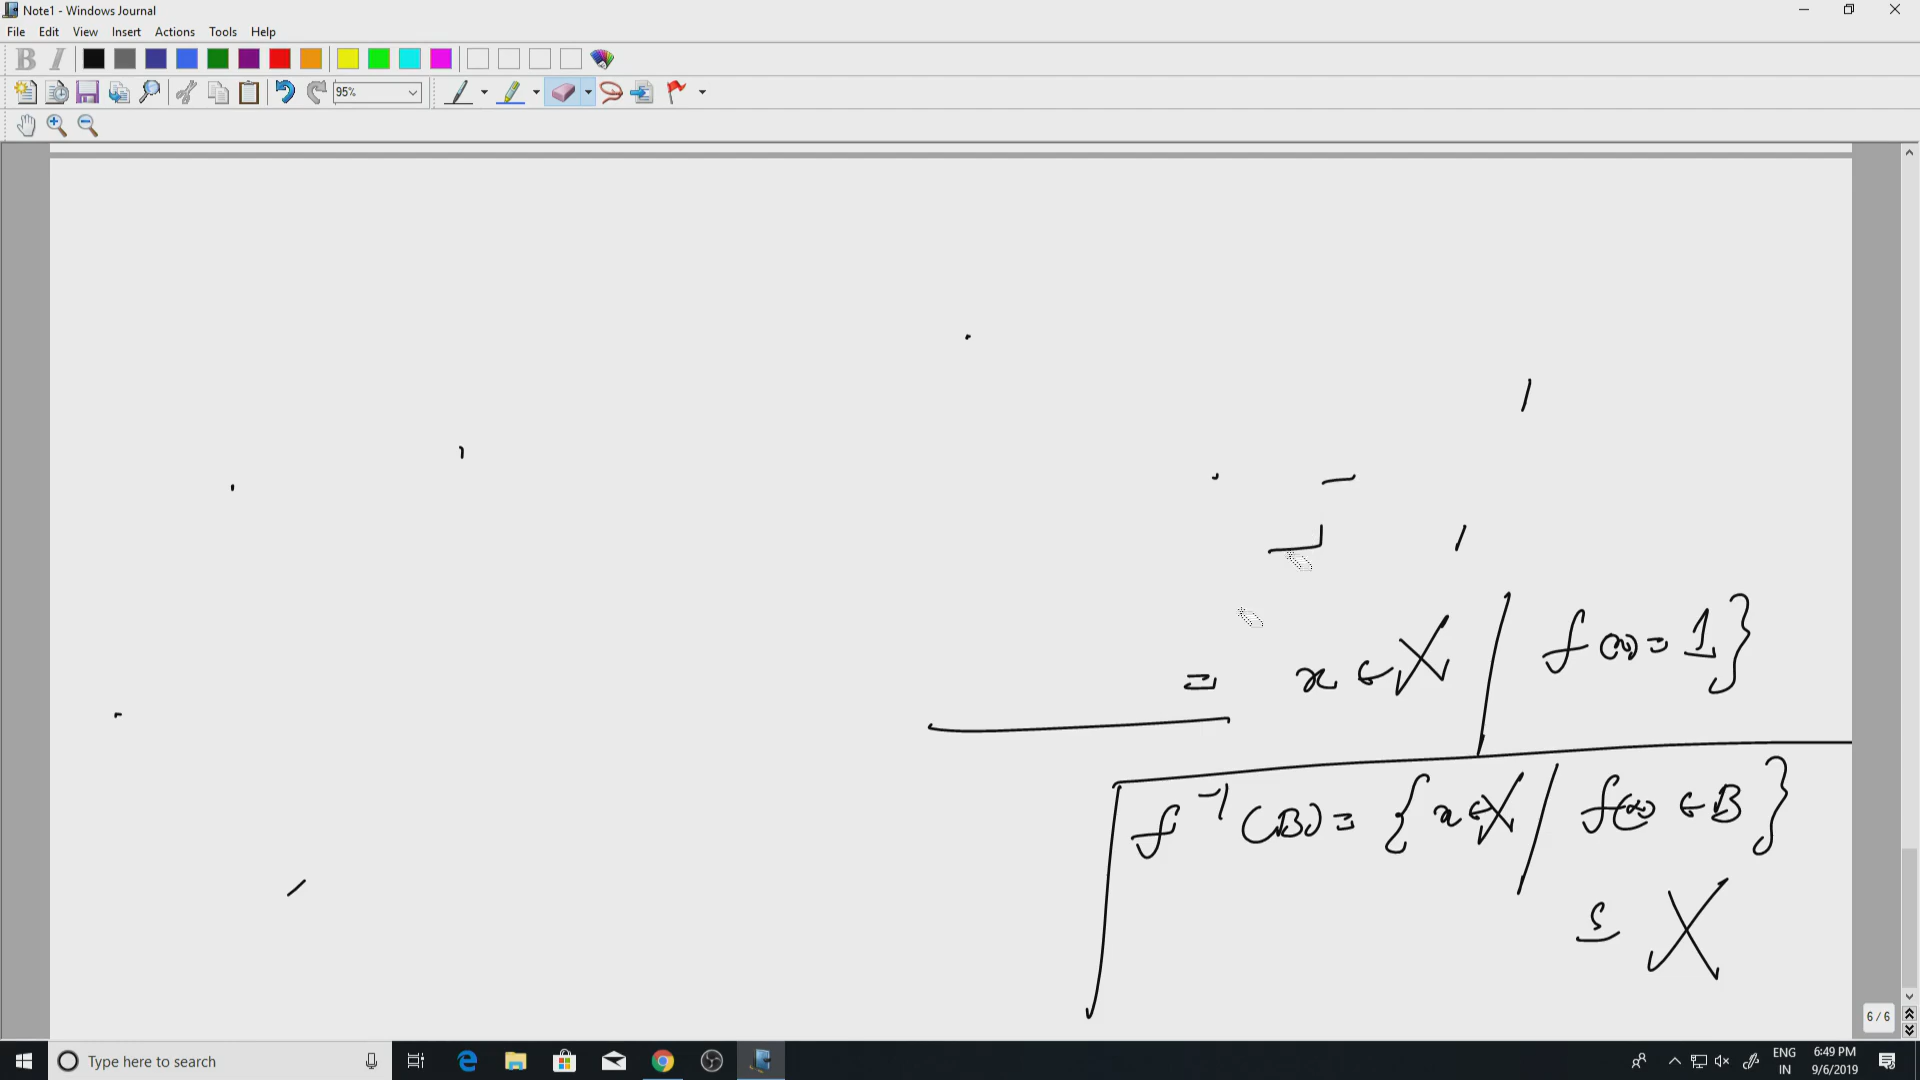 Note1 - Windows Journal
File Edit View Insert Actions Tools Help
B I
95%
= x ∈ X / f(x) = 1}
f⁻¹(B) = {x ∈ X / f(x) ∈ B}
⊆ X
6 / 6
Type here to search
ENG 6:49 PM
IN 9/6/2019